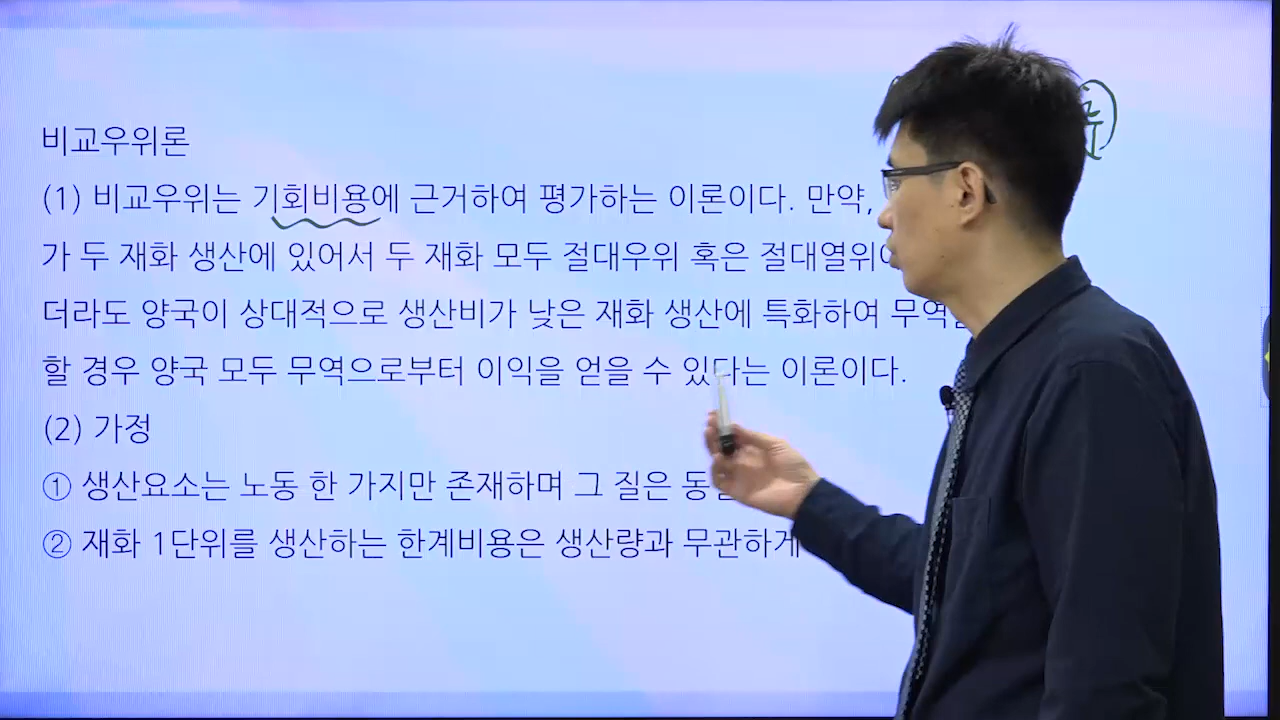 비교우위론
(1) 비교우위는 기회비용에 근거하여 평가하는 이론이다. 만약,
가 두 재화 생산에 있어서 두 재화 모두 절대우위 혹은 절대열위
더라도 양국이 상대적으로 생산비가 낮은 재화 생산에 특화하여
할 경우 양국 모두 무역으로부터 이익을 얻을 수 있다는 이론이다.
(2) 가정
① 생산요소는 노동 한 가지만 존재하며 그 질은
② 재화 1단위를 생산하는 한계비용은 생산량과 무관하게